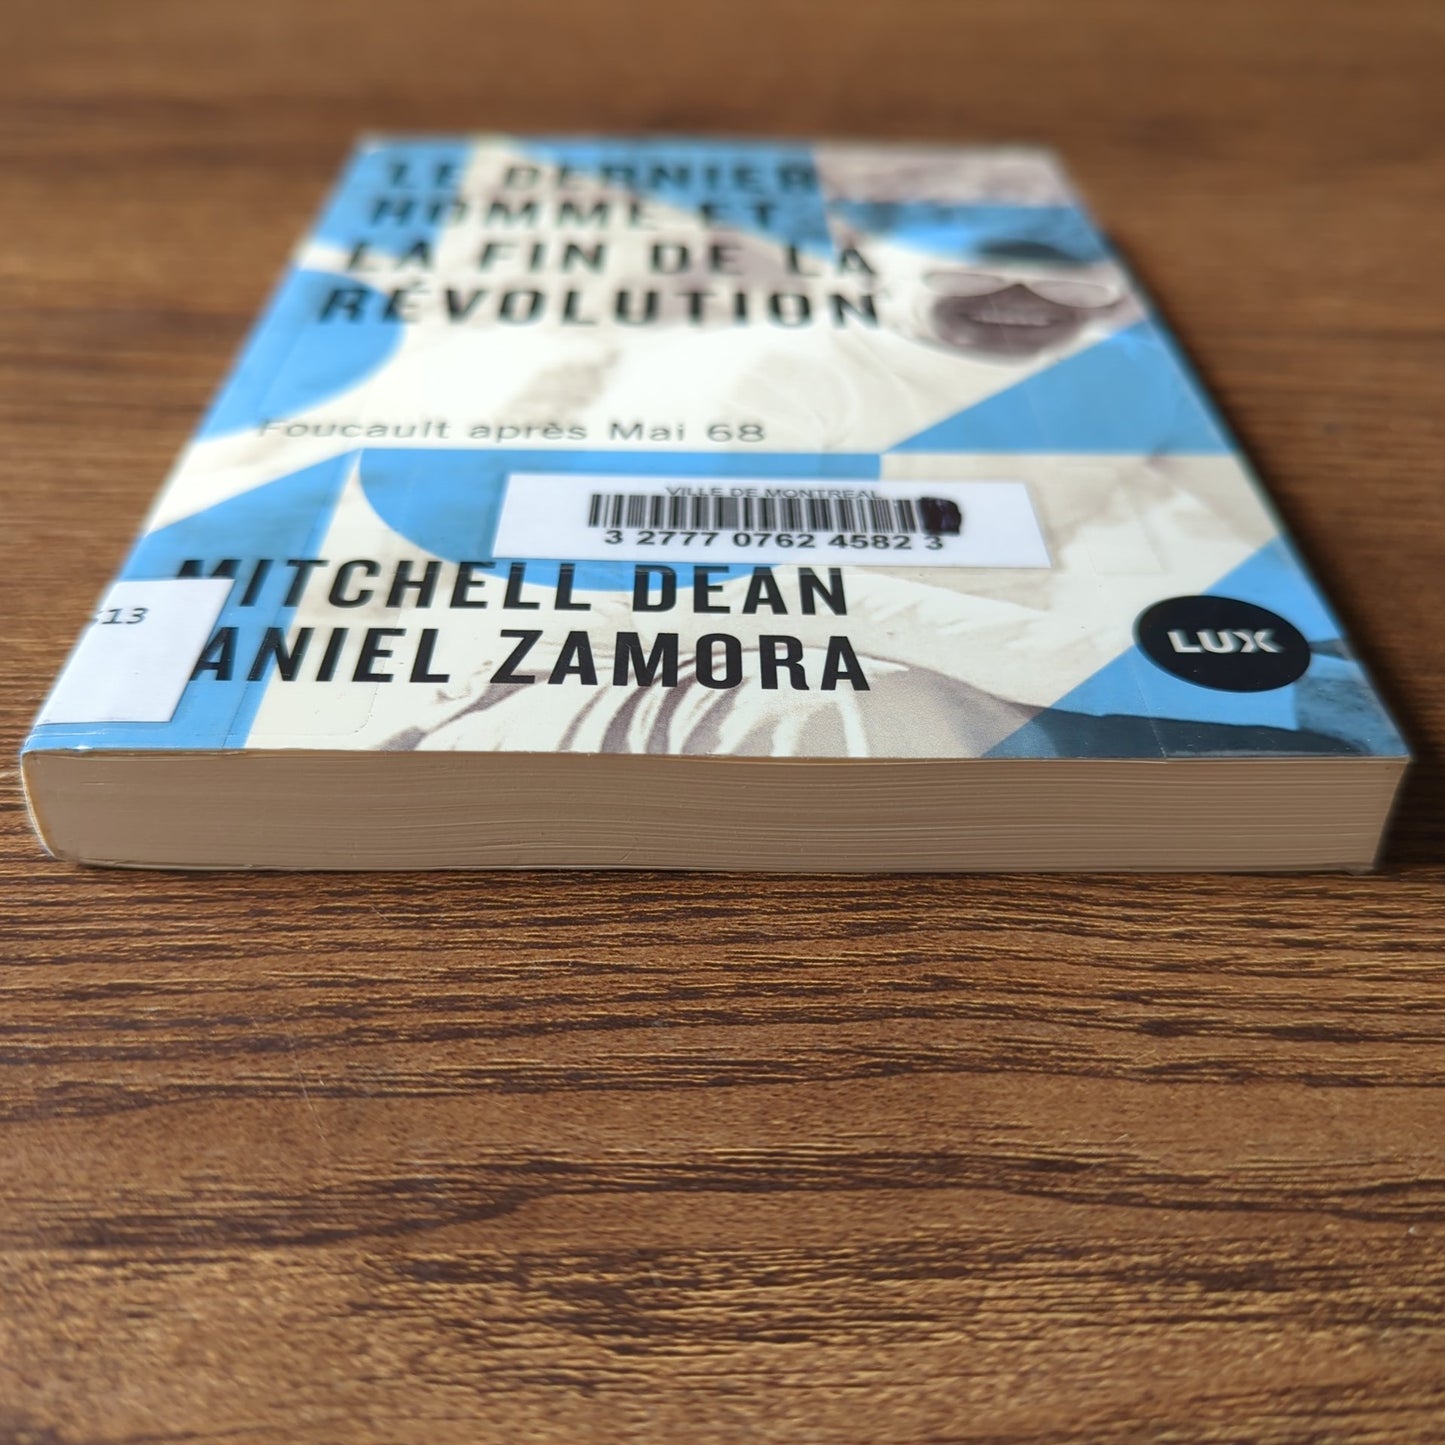 LE DERNIER
HOMME ET
LA FIN DE LA
RÉVOLUTION
Foucault après Mai 68
VILLE DE MONTREAL
3 2777 0762 4582 3
MITCHELL DEAN
ANIEL ZAMORA
13
LUX